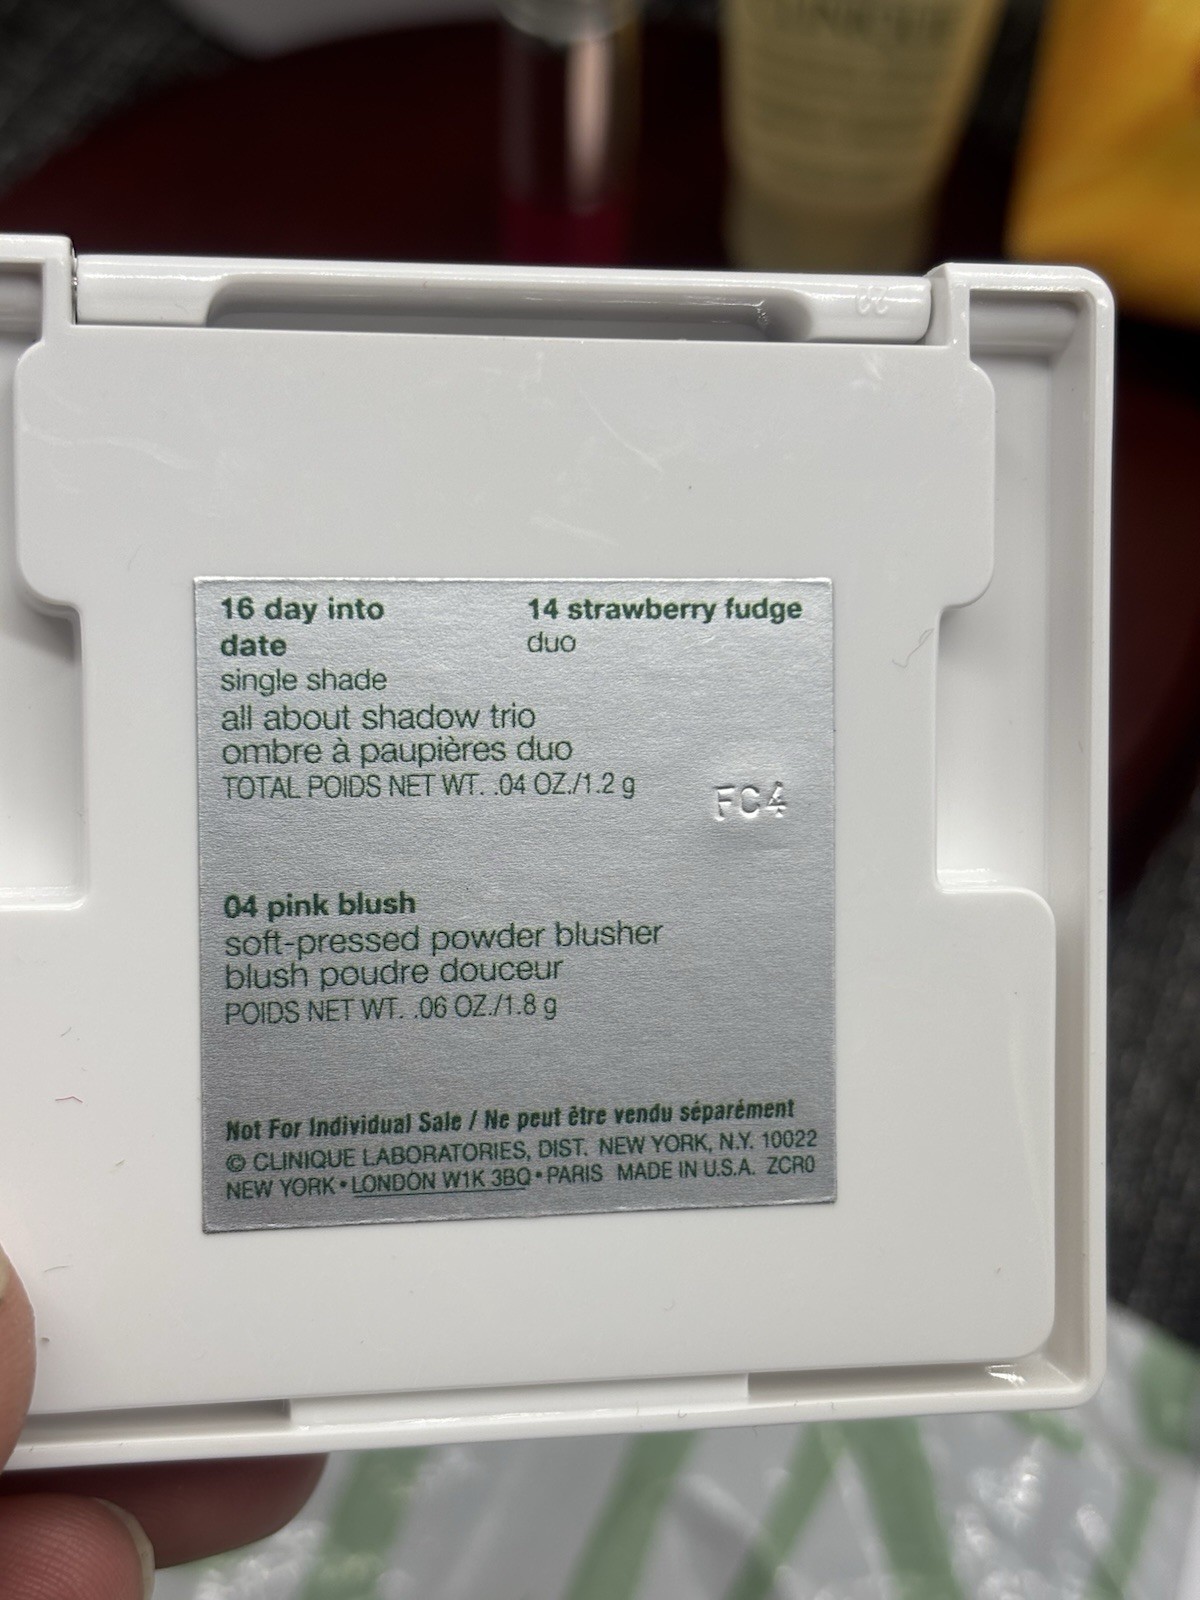 CLINIQUE
16 day into
date
single shade
14 strawberry fudge
duo
all about shadow trio
ombre à paupières duo
TOTAL POIDS NET WT. .04 OZ./1.2 g
FC4
04 pink blush
soft-pressed powder blusher
blush poudre douceur
POIDS NET WT. .06 OZ./1.8 g
Not For Individual Sale / Ne peut être vendu séparément
© CLINIQUE LABORATORIES, DIST. NEW YORK, N.Y. 10022
NEW YORK • LONDON W1K 3BQ • PARIS MADE IN U.S.A. ZCR0